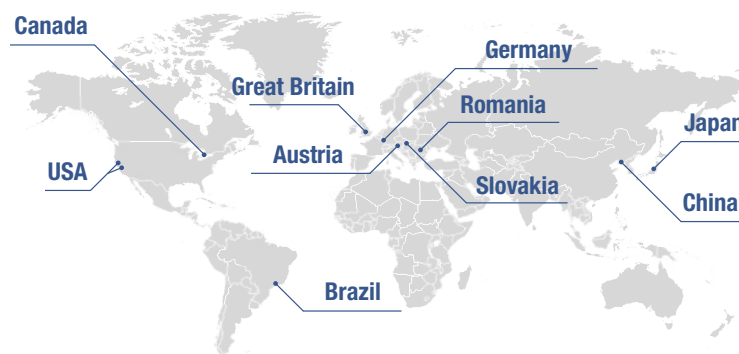 Canada
Germany
Great Britain
Romania
Japan
Austria
USA
Slovakia
China
Brazil